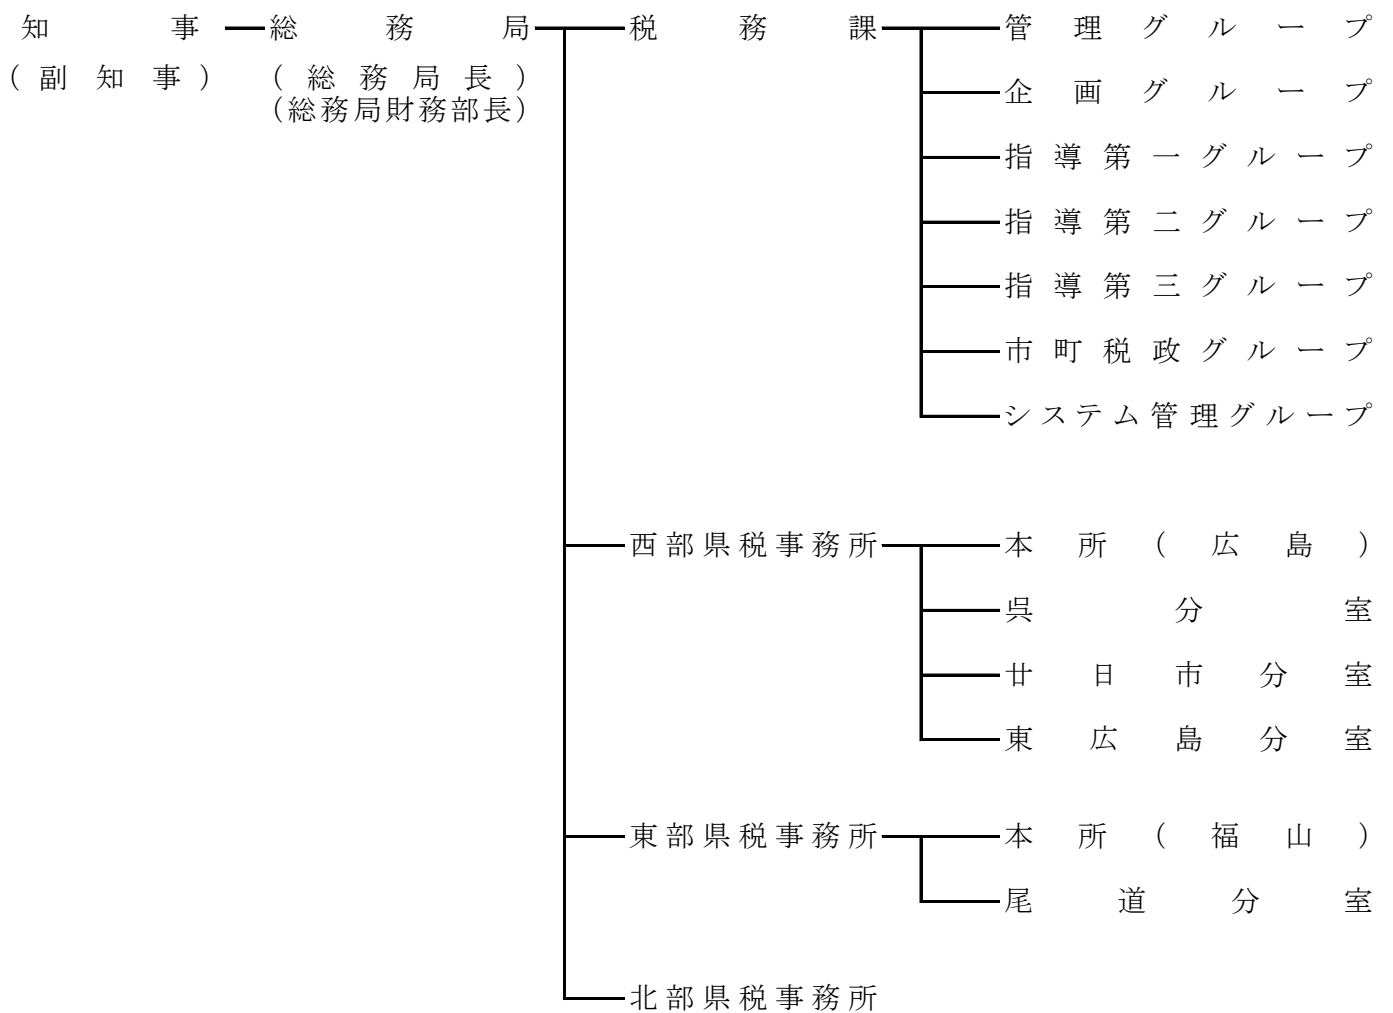 知事 総務局 税務課 管理グループ
(副知事) (総務局長)
(総務局財務部長)
企画グループ
指導第一グループ
指導第二グループ
指導第三グループ
市町税政グループ
システム管理グループ
西部県税事務所 本所(広島)
呉分室
廿日市分室
東広島分室
東部県税事務所 本所(福山)
尾道分室
北部県税事務所